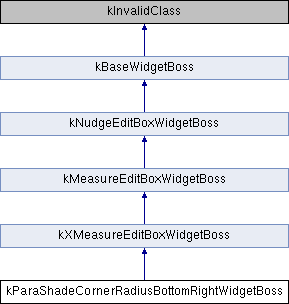 kInvalidClass
kBaseWidgetBoss
kNudgeEditBoxWidgetBoss
kMeasureEditBoxWidgetBoss
kXMeasureEditBoxWidgetBoss
kParaShadeCornerRadiusBottomRightWidgetBoss